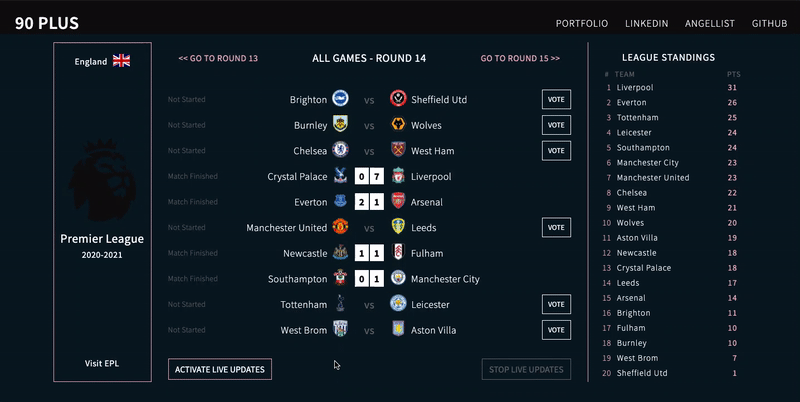 90 PLUS
PORTFOLIO LINKEDIN ANGELLIST GITHUB
England
Premier League
2020-2021
Visit EPL
<< GO TO ROUND 13 ALL GAMES - ROUND 14 GO TO ROUND 15 >>
Not Started Brighton vs Sheffield Utd VOTE
Not Started Burnley vs Wolves VOTE
Not Started Chelsea vs West Ham VOTE
Match Finished Crystal Palace 0 7 Liverpool
Match Finished Everton 2 1 Arsenal
Not Started Manchester United vs Leeds VOTE
Match Finished Newcastle 1 1 Fulham
Match Finished Southampton 0 1 Manchester City
Not Started Tottenham vs Leicester VOTE
Not Started West Brom vs Aston Villa VOTE
ACTIVATE LIVE UPDATES STOP LIVE UPDATES
LEAGUE STANDINGS
# TEAM PTS
1 Liverpool 31
2 Everton 26
3 Tottenham 25
4 Leicester 24
5 Southampton 24
6 Manchester City 23
7 Manchester United 23
8 Chelsea 22
9 West Ham 21
10 Wolves 20
11 Aston Villa 19
12 Newcastle 18
13 Crystal Palace 18
14 Leeds 17
15 Arsenal 14
16 Brighton 11
17 Fulham 10
18 Burnley 10
19 West Brom 7
20 Sheffield Utd 1